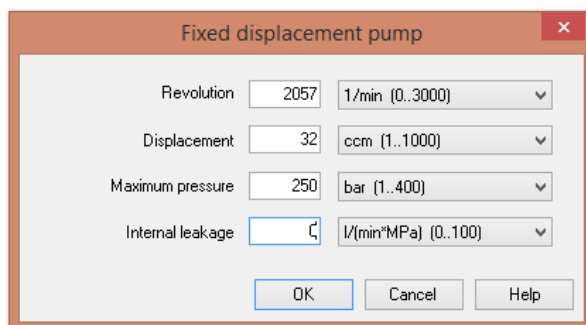 Fixed displacement pump
Revolution 2057 1/min (0..3000)
Displacement 32 ccm (1..1000)
Maximum pressure 250 bar (1..400)
Internal leakage l/(min*MPa) (0..100)
OK Cancel Help